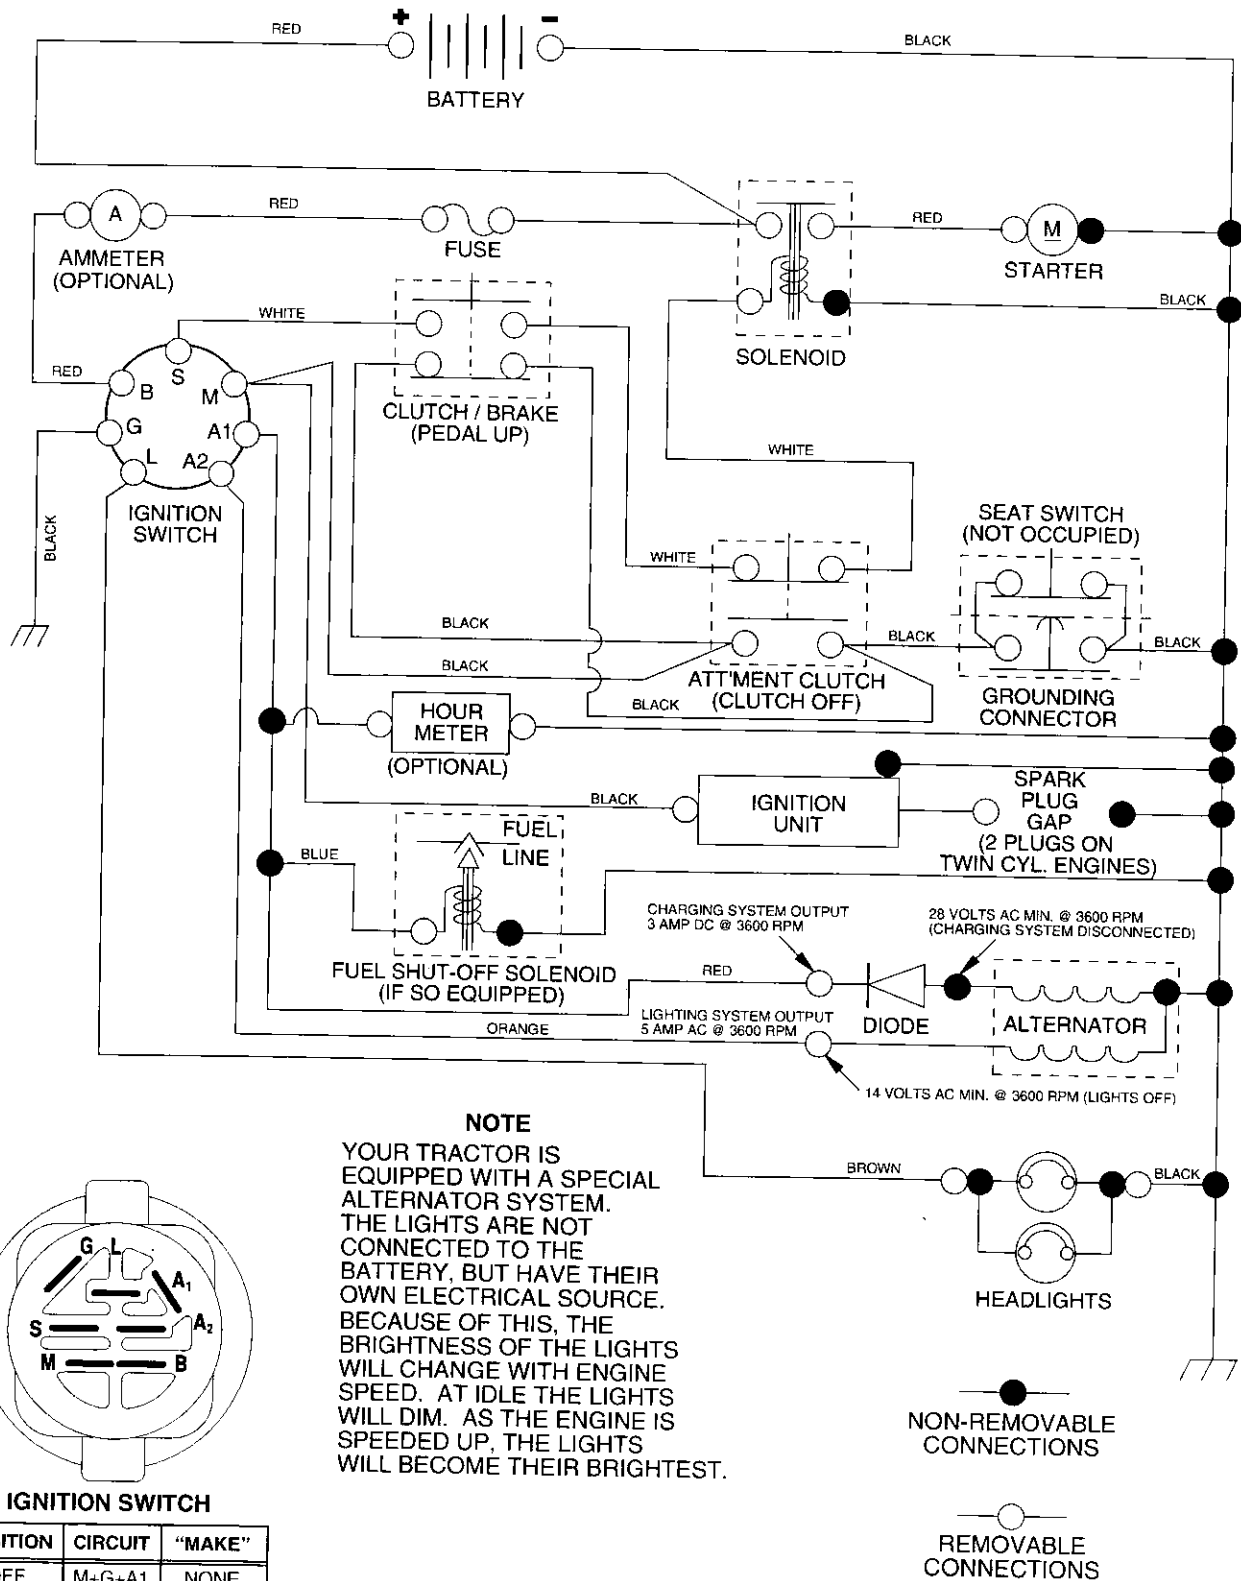 +
-
RED
BLACK
BATTERY
A
RED
AMMETER
(OPTIONAL)
FUSE
RED
M
STARTER
WHITE
BLACK
SOLENOID
RED
S
B
M
G
A1
L
A2
CLUTCH / BRAKE
(PEDAL UP)
WHITE
IGNITION
SWITCH
BLACK
SEAT SWITCH
(NOT OCCUPIED)
WHITE
BLACK
BLACK
BLACK
BLACK
ATT'MENT CLUTCH
(CLUTCH OFF)
BLACK
GROUNDING
CONNECTOR
HOUR
METER
(OPTIONAL)
BLACK
IGNITION
UNIT
SPARK
PLUG
GAP
(2 PLUGS ON
TWIN CYL. ENGINES)
FUEL
LINE
BLUE
CHARGING SYSTEM OUTPUT
3 AMP DC @ 3600 RPM
28 VOLTS AC MIN. @ 3600 RPM
(CHARGING SYSTEM DISCONNECTED)
FUEL SHUT-OFF SOLENOID
(IF SO EQUIPPED)
RED
LIGHTING SYSTEM OUTPUT
5 AMP AC @ 3600 RPM
DIODE
ALTERNATOR
ORANGE
14 VOLTS AC MIN. @ 3600 RPM (LIGHTS OFF)
NOTE
YOUR TRACTOR IS
EQUIPPED WITH A SPECIAL
ALTERNATOR SYSTEM.
THE LIGHTS ARE NOT
CONNECTED TO THE
BATTERY, BUT HAVE THEIR
OWN ELECTRICAL SOURCE.
BECAUSE OF THIS, THE
BRIGHTNESS OF THE LIGHTS
WILL CHANGE WITH ENGINE
SPEED. AT IDLE THE LIGHTS
WILL DIM. AS THE ENGINE IS
SPEEDED UP, THE LIGHTS
WILL BECOME THEIR BRIGHTEST.
BROWN
BLACK
HEADLIGHTS
G
L
A1
S
A2
M
B
IGNITION SWITCH
ITION CIRCUIT "MAKE"
M+G+A1 NONE
NON-REMOVABLE
CONNECTIONS
REMOVABLE
CONNECTIONS